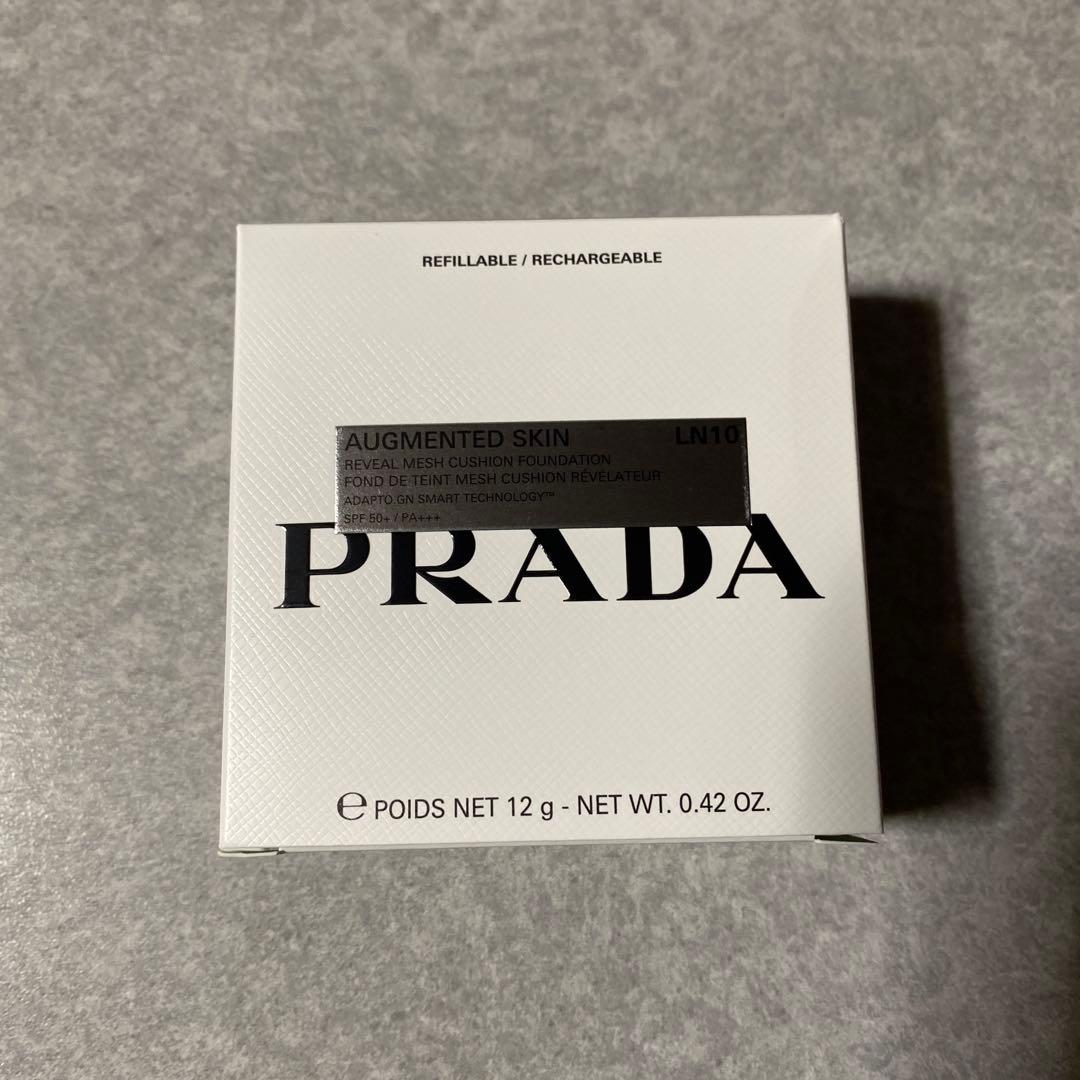 REFILLABLE / RECHARGEABLE
AUGMENTED SKIN LN10
REVEAL MESH CUSHION FOUNDATION
FOND DE TEINT MESH CUSHION RÉVÉLATEUR
ADAPTO.GN SMART TECHNOLOGY™
SPF 50+ / PA+++
PRADA
℮ POIDS NET 12 g - NET WT. 0.42 OZ.